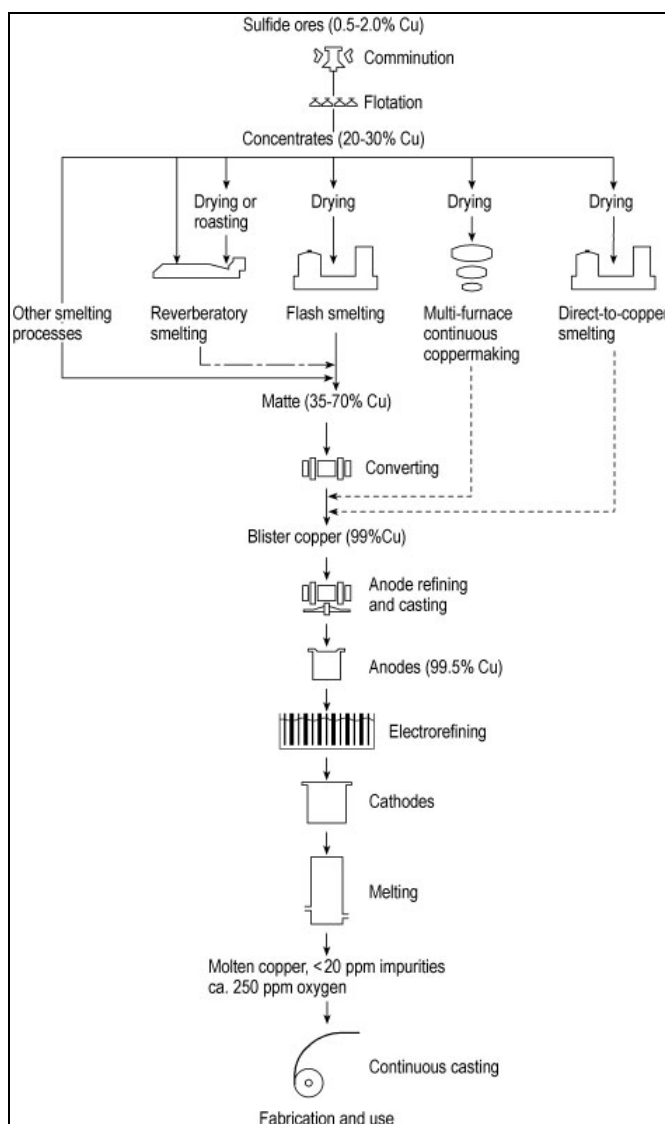 Sulfide ores (0.5-2.0% Cu)
Comminution
Flotation
Concentrates (20-30% Cu)
Drying or
roasting
Drying
Drying
Drying
Other smelting
processes
Reverberatory
smelting
Flash smelting
Multi-furnace
continuous
coppermaking
Direct-to-copper
smelting
Matte (35-70% Cu)
Converting
Blister copper (99%Cu)
Anode refining
and casting
Anodes (99.5% Cu)
Electrorefining
Cathodes
Melting
Molten copper, <20 ppm impurities
ca. 250 ppm oxygen
Continuous casting
Fabrication and use